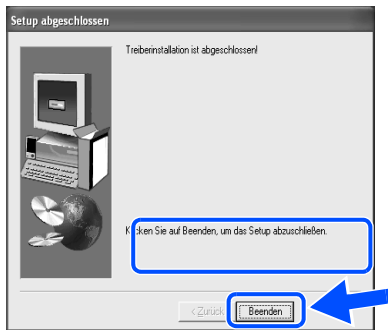 Setup abgeschlossen
Treiberinstallation ist abgeschlossen!
Klicken Sie auf Beenden, um das Setup abzuschließen.
< Zurück
Beenden